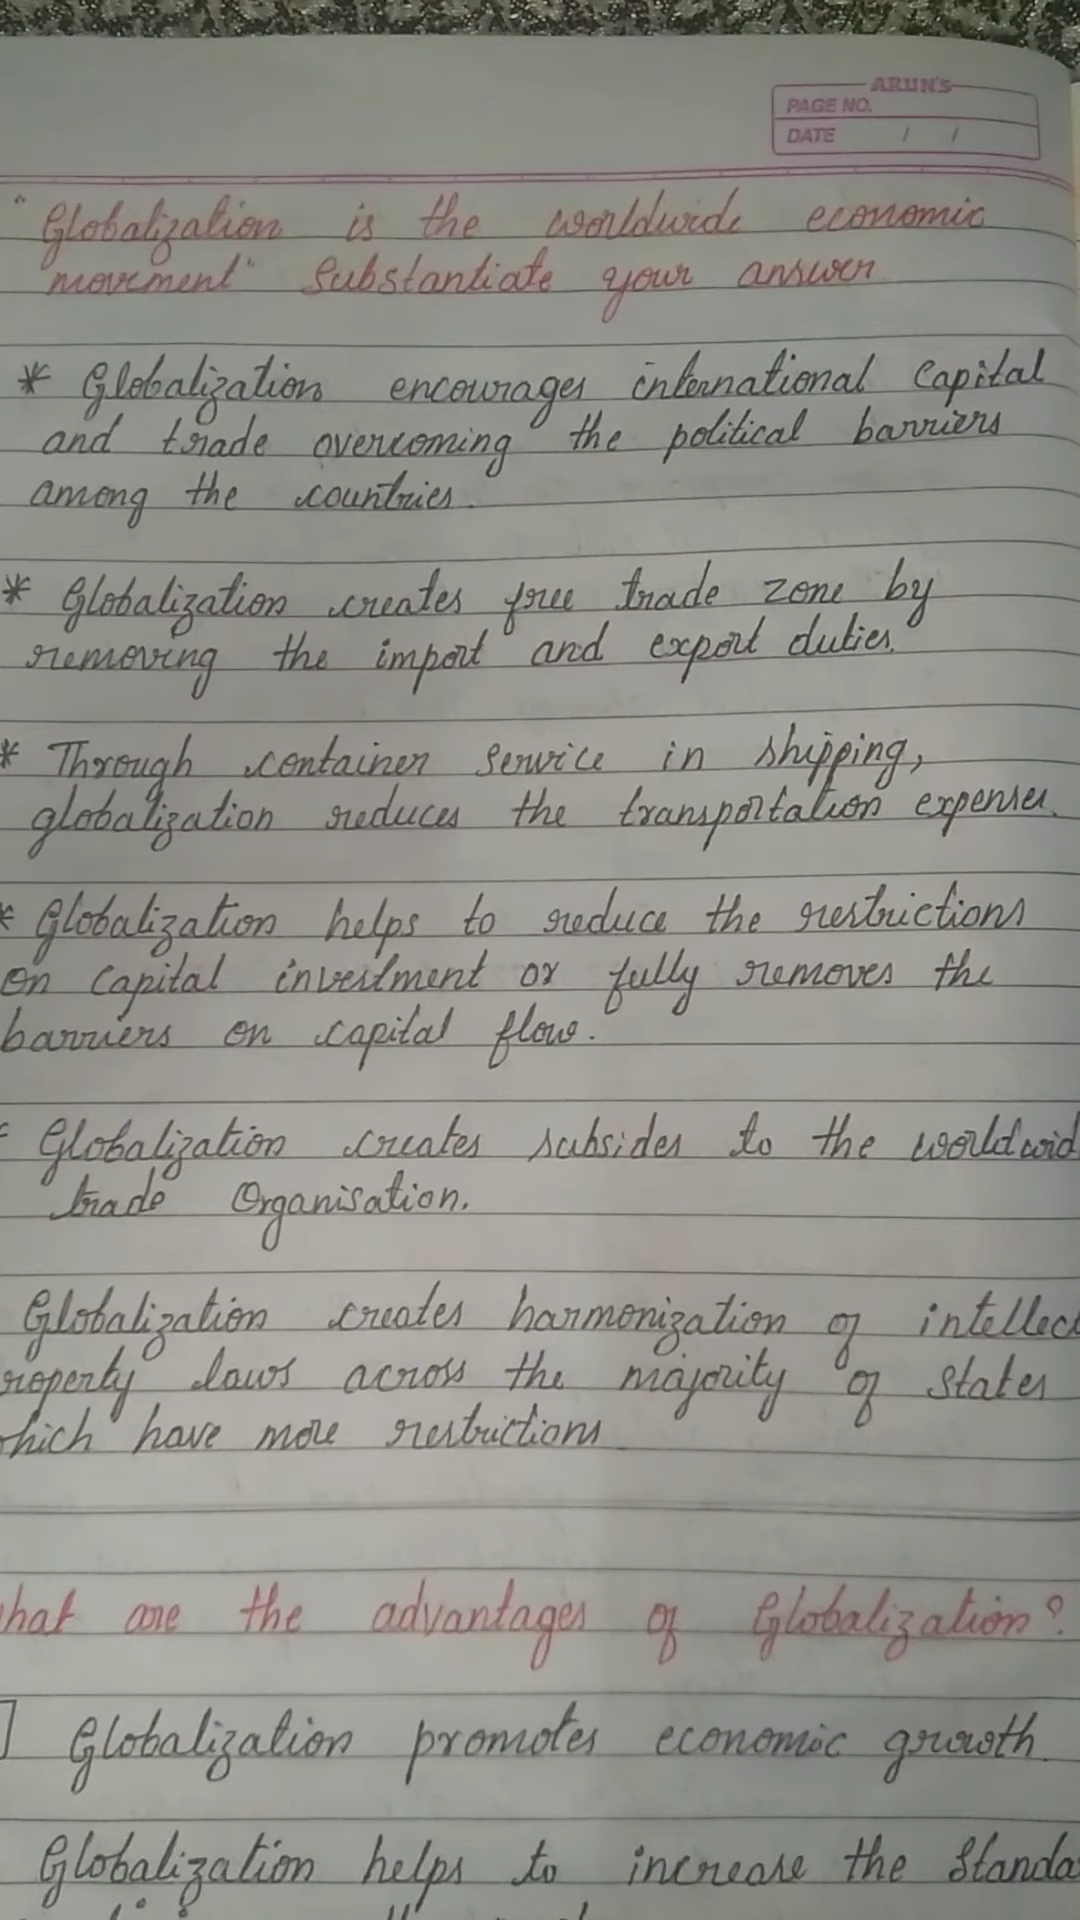 ARUN'S
PAGE NO.
DATE / /
"Globalization is the worldwide economic
movement" Substantiate your answer
* Globalization encourages international Capital
and trade overcoming the political barriers
among the countries.
* Globalization creates free trade zone by
removing the import and export duties.
* Through container service in shipping,
globalization reduces the transportation expenses.
* Globalization helps to reduce the restrictions
on Capital investment or fully removes the
barriers on capital flow.
* Globalization creates subsides to the worldwid
trade Organisation.
Globalization creates harmonization of intellec
roperty laws across the majority of states
hich have more restrictions
hat are the advantages of Globalization?
] Globalization promotes economic growth.
Globalization helps to increase the Standa